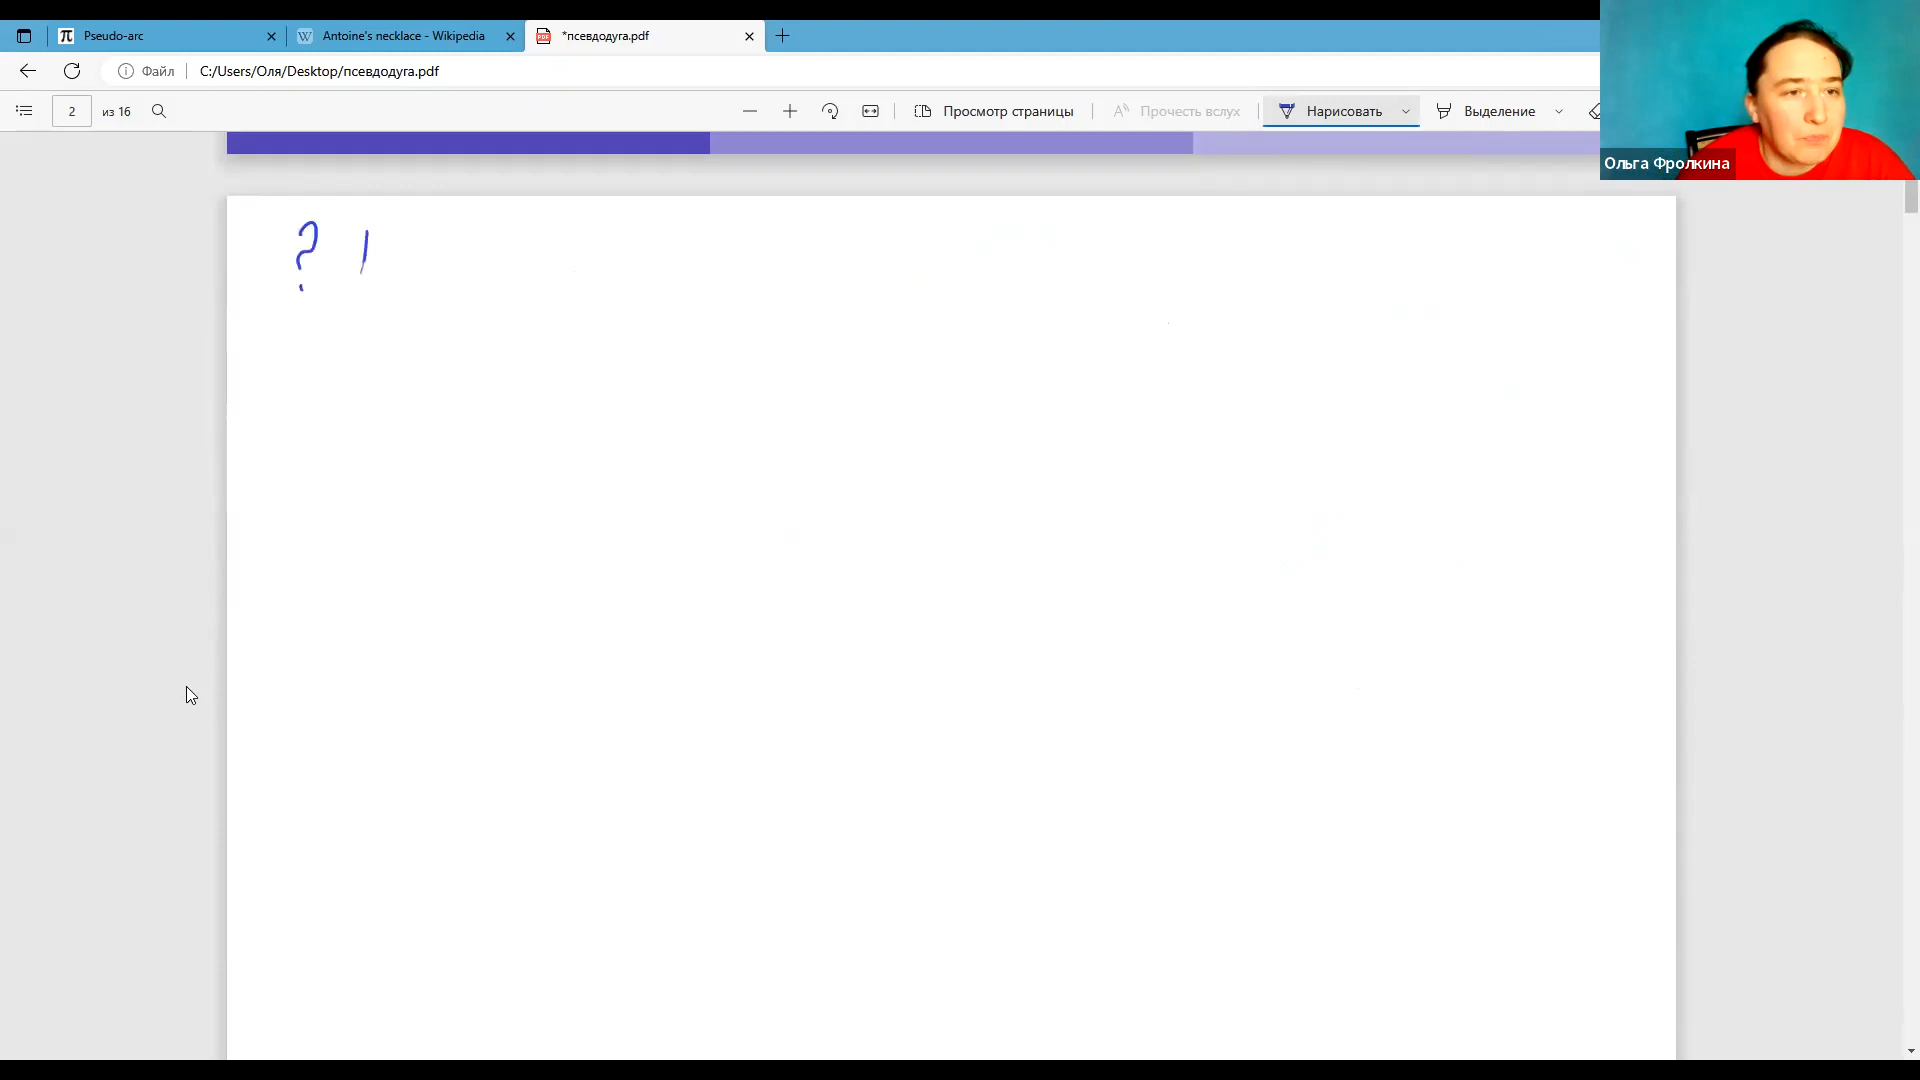 Pseudo-arc
Antoine's necklace - Wikipedia
*псевдодуга.pdf
Файл
C:/Users/Оля/Desktop/псевдодуга.pdf
2 из 16
Просмотр страницы
Прочесть вслух
Нарисовать
Выделение
Ольга Фролкина
?